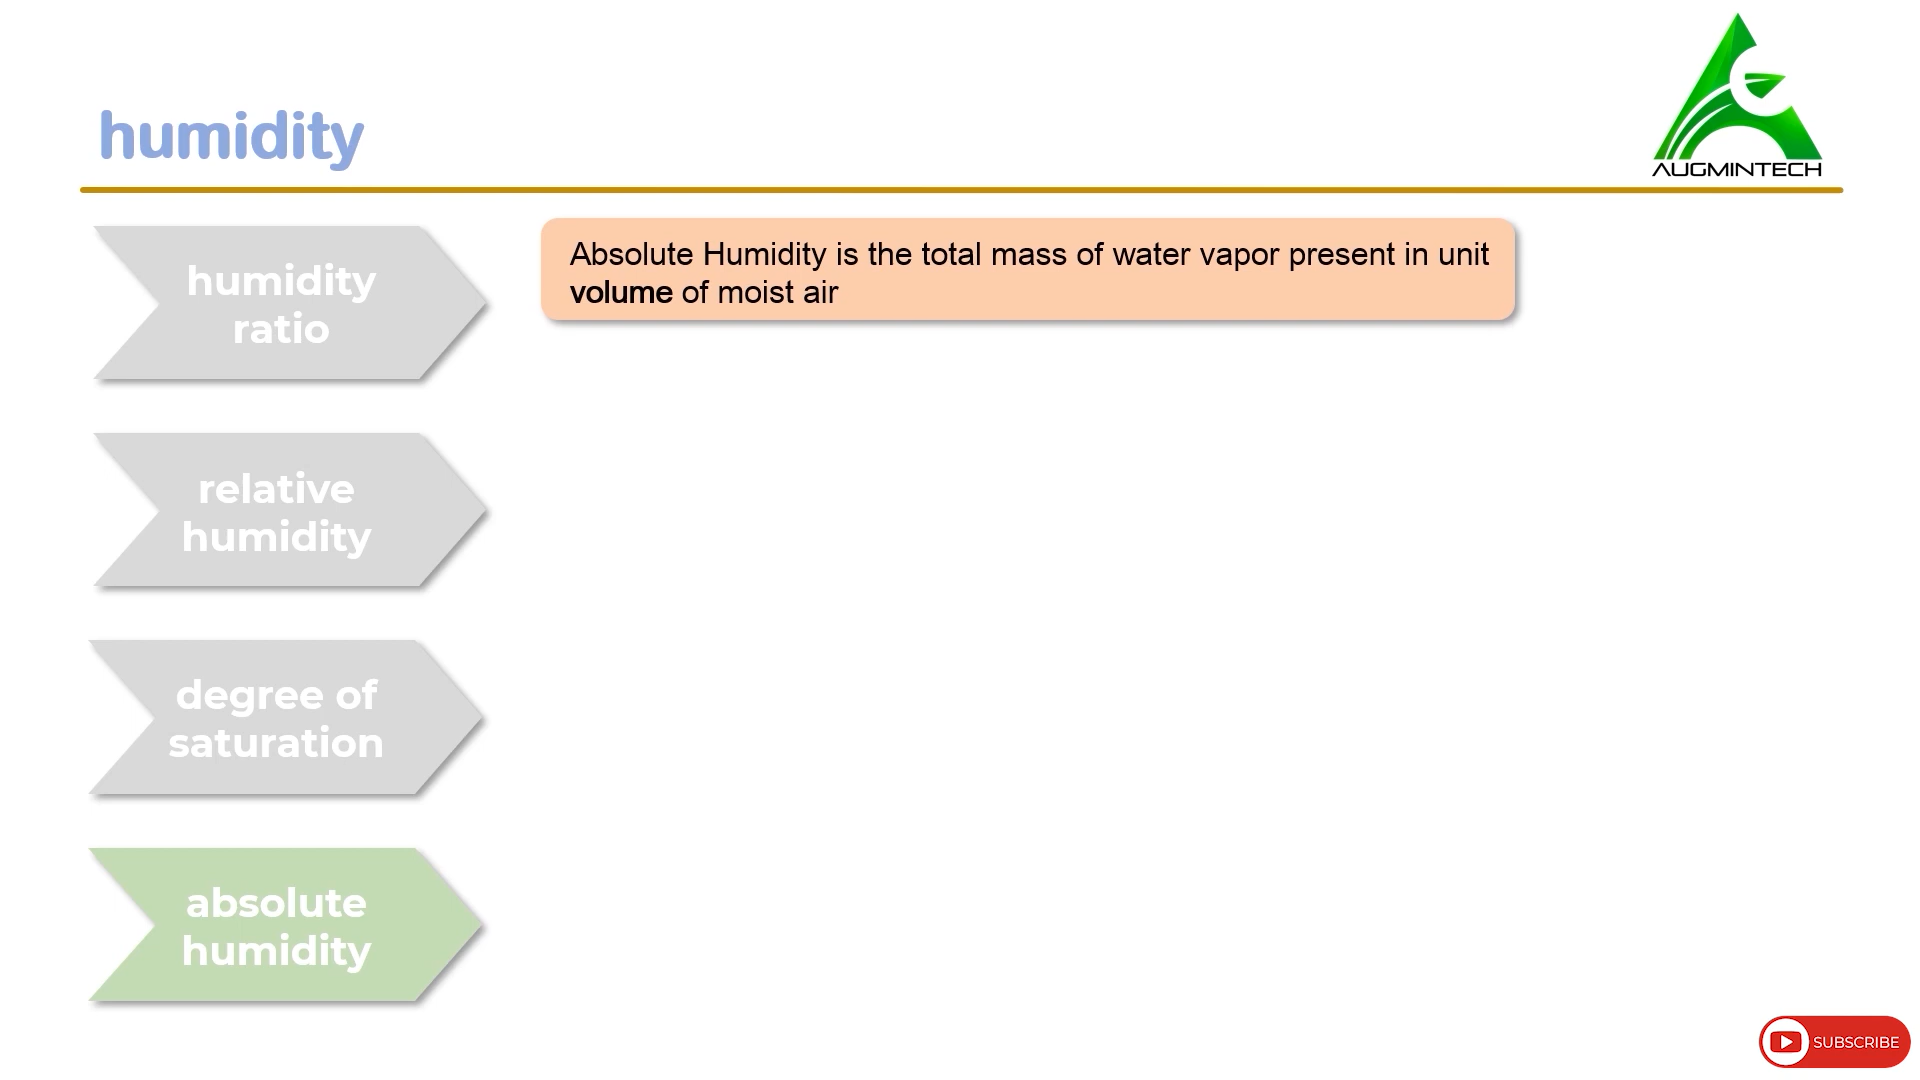 humidity
AUGMINTECH
humidity
ratio
Absolute Humidity is the total mass of water vapor present in unit
volume of moist air
relative
humidity
degree of
saturation
absolute
humidity
SUBSCRIBE